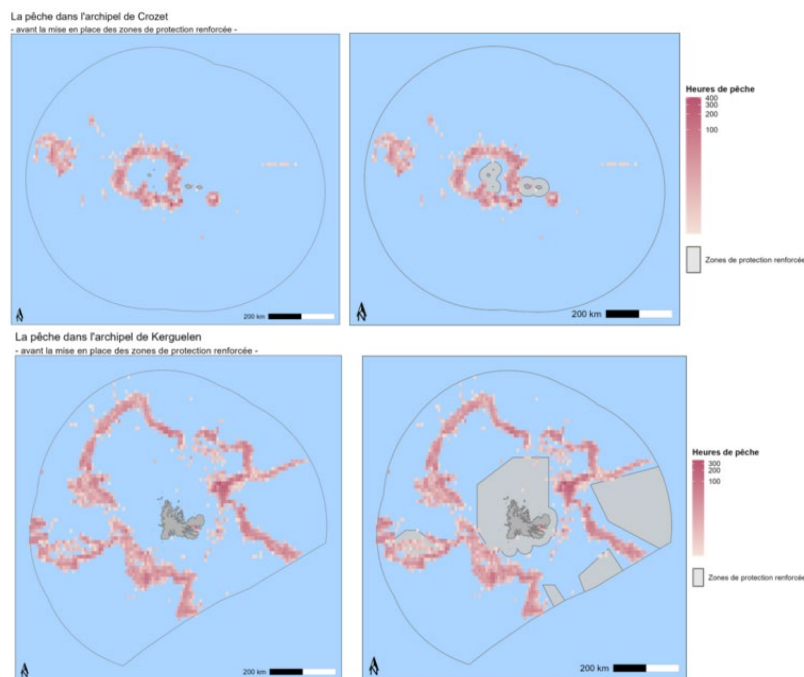 La pêche dans l'archipel de Crozet
- avant la mise en place des zones de protection renforcée -
Heures de pêche
400
300
200
100
Zones de protection renforcée
200 km
200 km
La pêche dans l'archipel de Kerguelen
- avant la mise en place des zones de protection renforcée -
Heures de pêche
300
200
100
Zones de protection renforcée
200 km
200 km